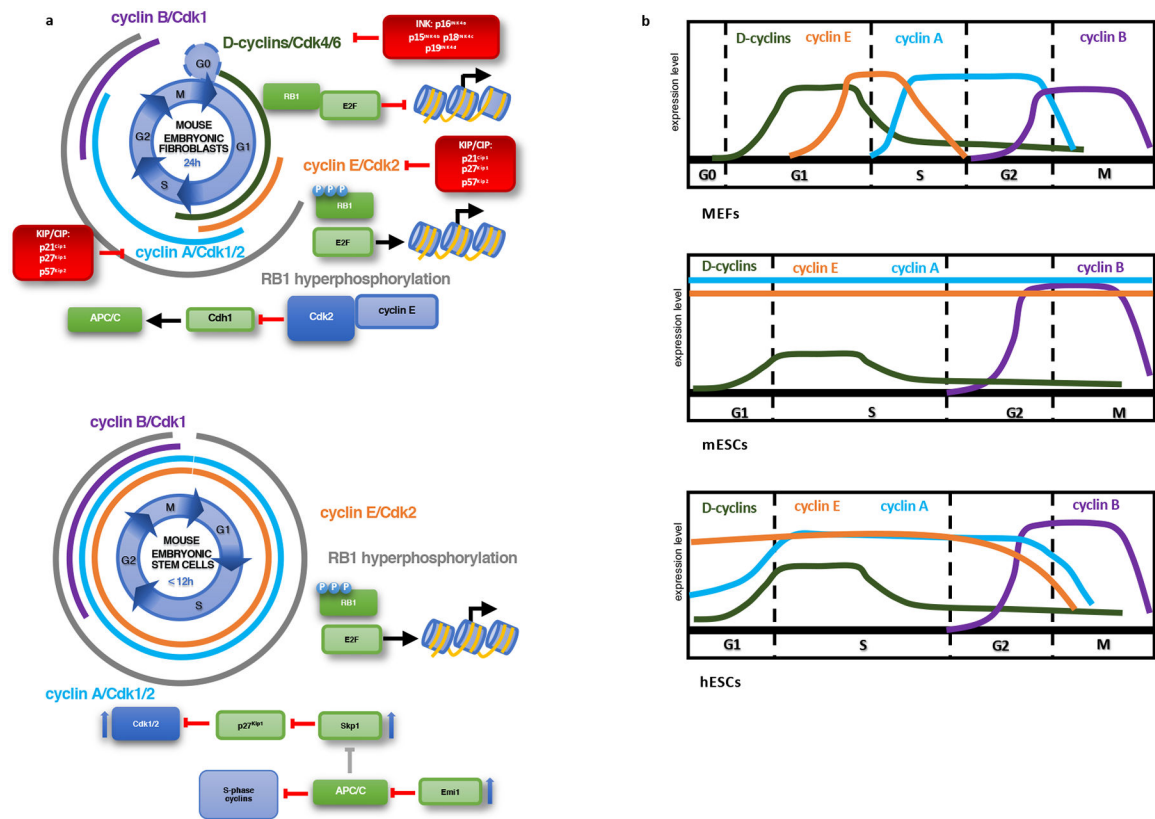 a
cyclin B/Cdk1
D-cyclins/Cdk4/6
INK: p16INK4a
p15INK4b p18INK4c
p19INK4d
G0
M
G2
G1
S
MOUSE
EMBRYONIC
FIBROBLASTS
24h
RB1
E2F
cyclin E/Cdk2
KIP/CIP:
p21Cip1
p27Kip1
p57Kip2
P P P
RB1
E2F
KIP/CIP:
p21Cip1
p27Kip1
p57Kip2
cyclin A/Cdk1/2
RB1 hyperphosphorylation
APC/C
Cdh1
Cdk2
cyclin E
cyclin B/Cdk1
M
G1
G2
S
MOUSE
EMBRYONIC
STEM CELLS
≤ 12h
cyclin E/Cdk2
RB1 hyperphosphorylation
P P P
RB1
E2F
cyclin A/Cdk1/2
Cdk1/2
p27Kip1
Skp1
S-phase
cyclins
APC/C
Emi1
b
expression level
D-cyclins cyclin E cyclin A cyclin B
G0 G1 S G2 M
MEFs
expression level
D-cyclins cyclin E cyclin A cyclin B
G1 S G2 M
mESCs
expression level
D-cyclins cyclin E cyclin A cyclin B
G1 S G2 M
hESCs